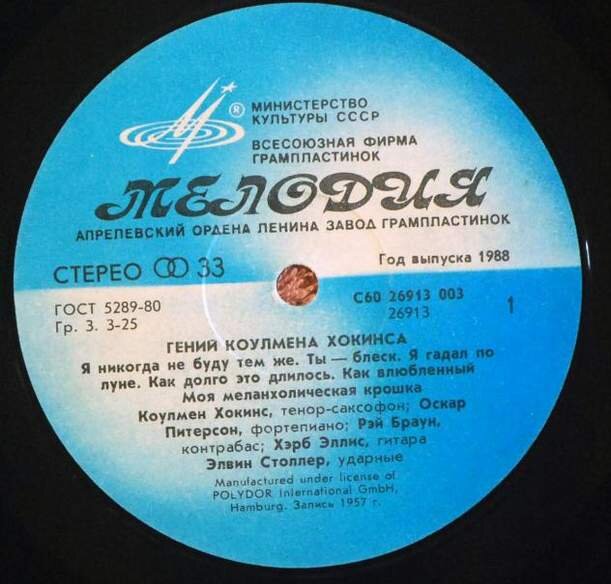 ®
МИНИСТЕРСТВО
КУЛЬТУРЫ СССР
ВСЕСОЮЗНАЯ ФИРМА
ГРАМПЛАСТИНОК
МЕЛОДИЯ
АПРЕЛЕВСКИЙ ОРДЕНА ЛЕНИНА ЗАВОД ГРАМПЛАСТИНОК
СТЕРЕО 33
Год выпуска 1988
ГОСТ 5289-80
Гр. 3. 3-25
С60 26913 003
26913
1
ГЕНИЙ КОУЛМЕНА ХОКИНСА
Я никогда не буду тем же. Ты — блеск. Я гадал по
луне. Как долго это длилось. Как влюбленный
Моя меланхолическая крошка
Коулмен Хокинс, тенор-саксофон; Оскар
Питерсон, фортепиано; Рэй Браун,
контрабас; Хэрб Эллис, гитара
Элвин Столлер, ударные
Manufactured under license of
POLYDOR International GmbH,
Hamburg. Запись 1957 г.